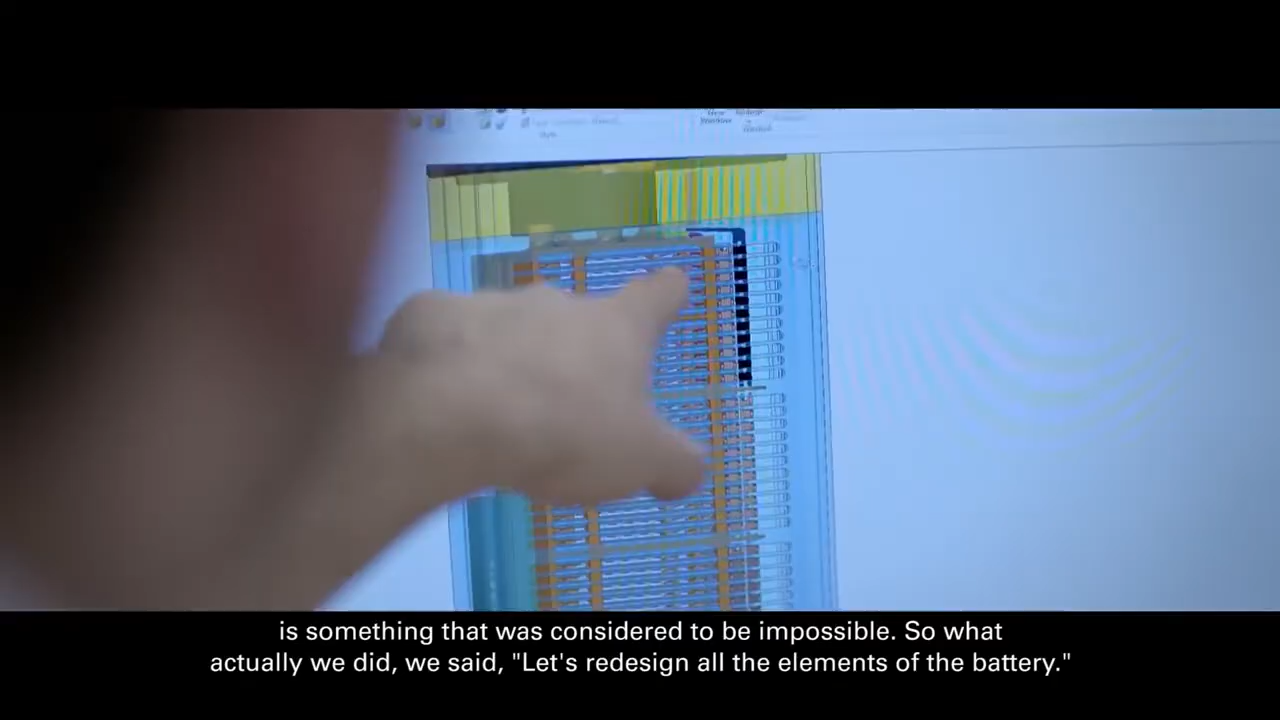 is something that was considered to be impossible. So what
actually we did, we said, "Let's redesign all the elements of the battery."